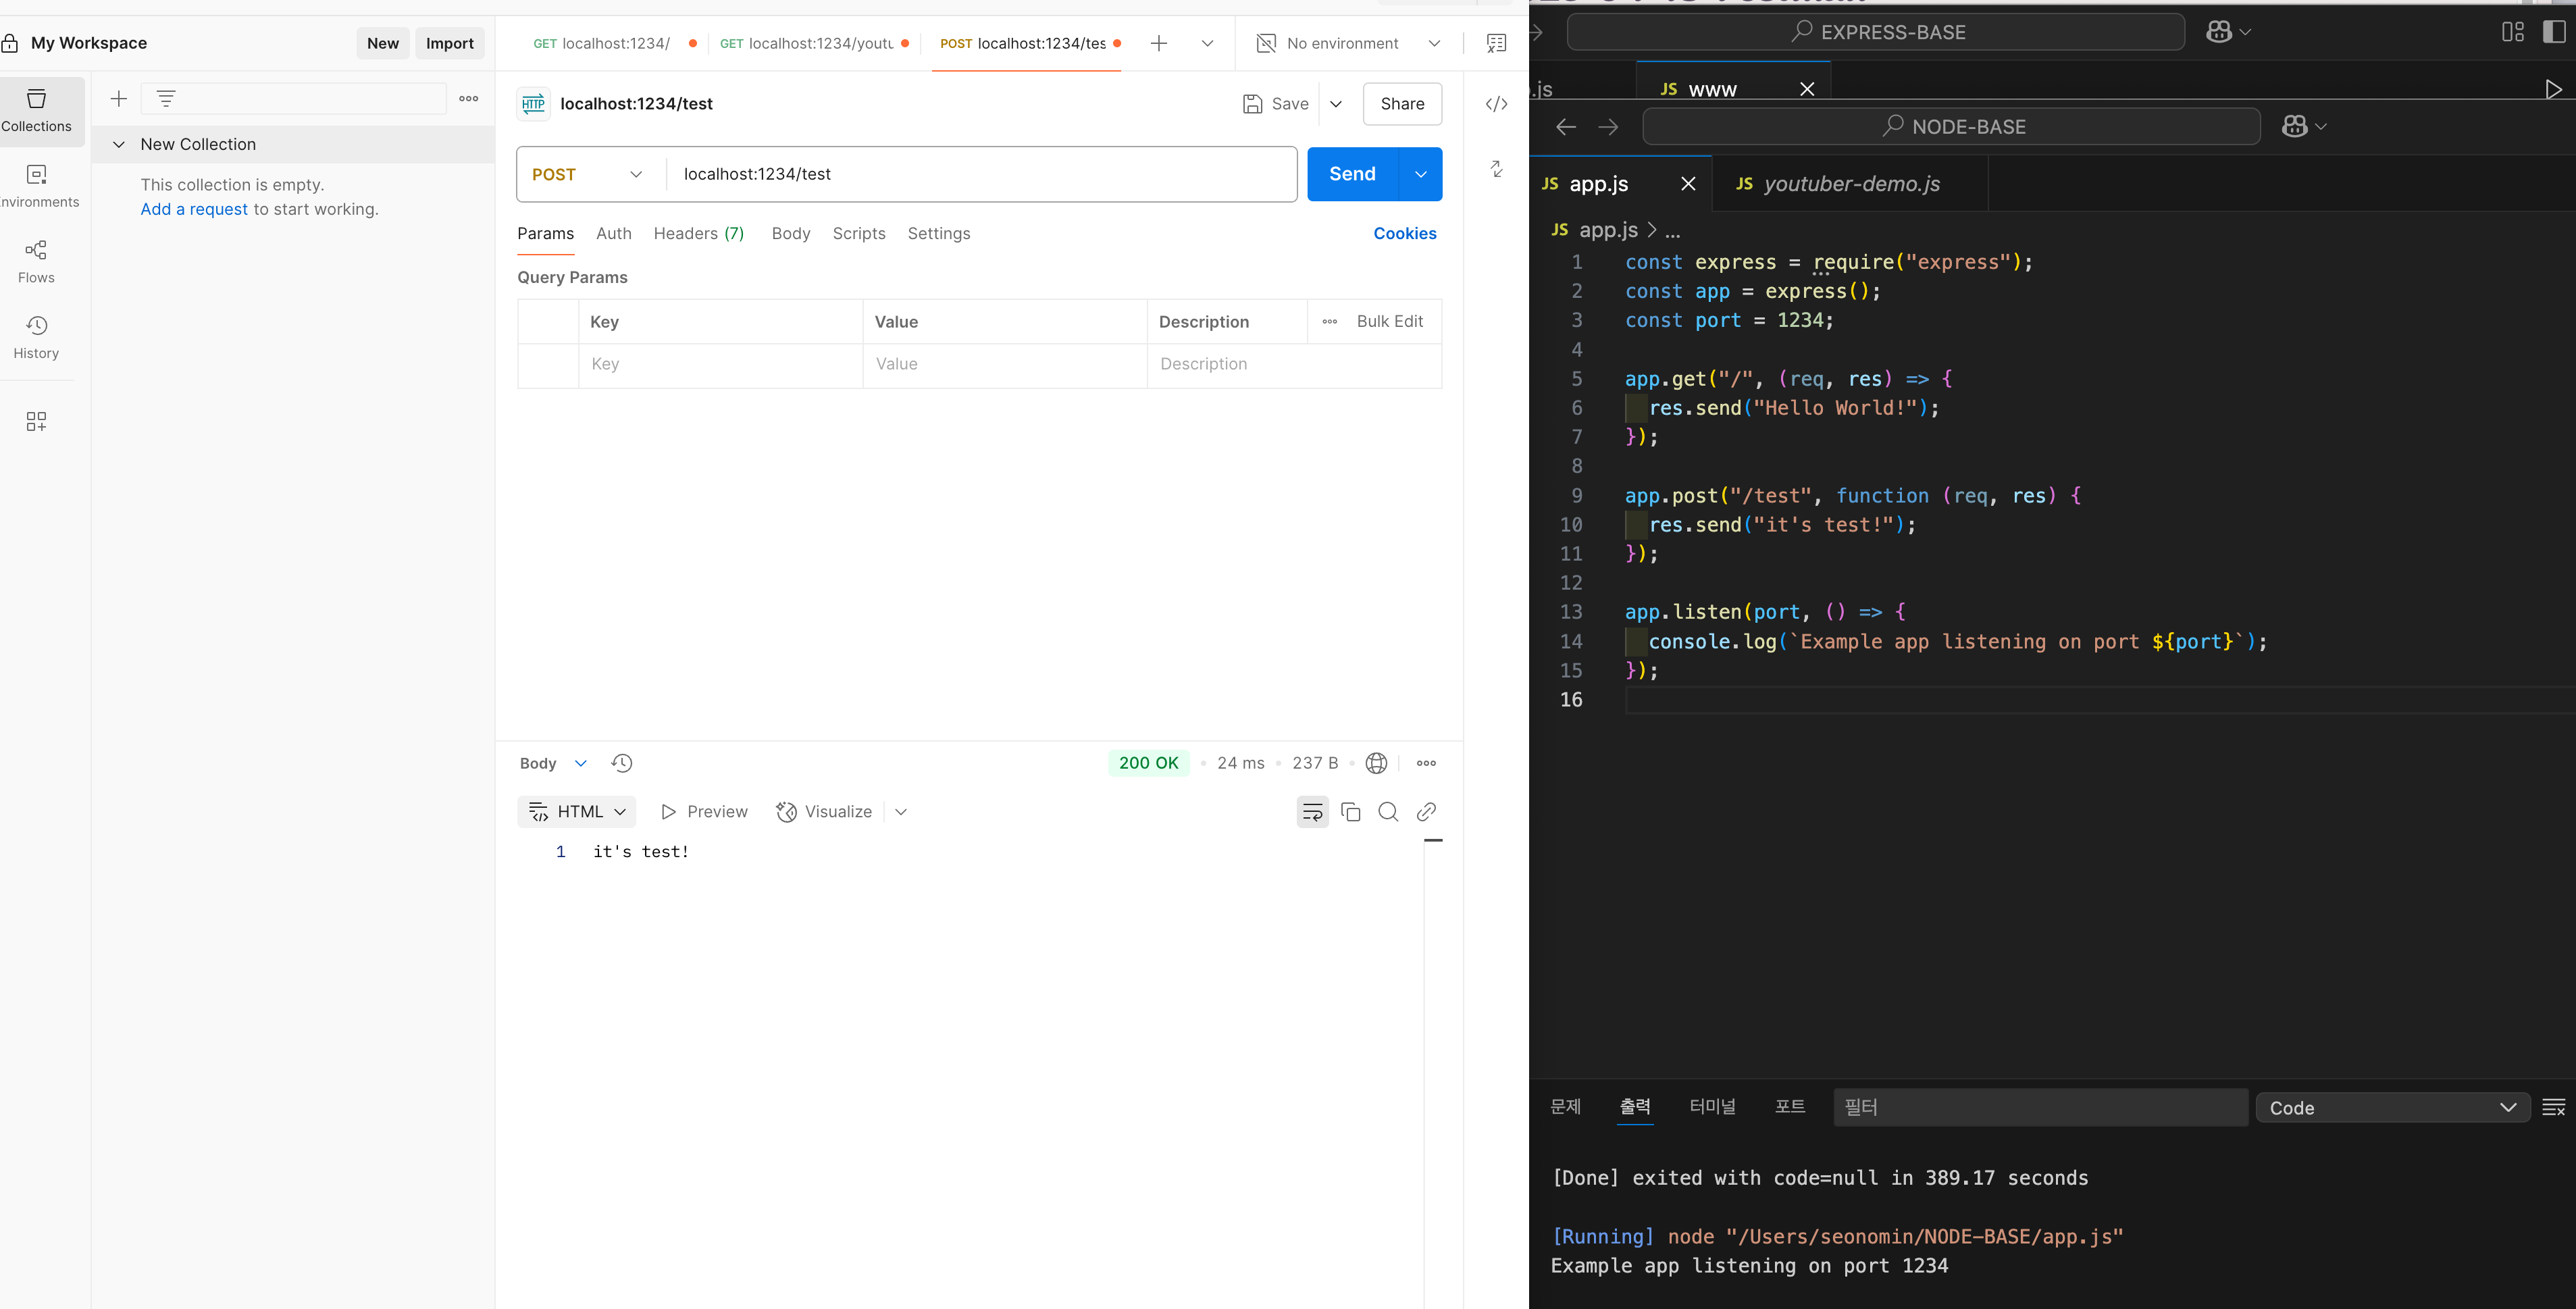 My Workspace
New
Import
GET localhost:1234/
GET localhost:1234/youtu
POST localhost:1234/tes
No environment
Collections
New Collection
This collection is empty.
Add a request to start working.
nvironments
Flows
History
HTTP localhost:1234/test
Save
Share
POST
localhost:1234/test
Send
Params
Auth
Headers (7)
Body
Scripts
Settings
Cookies
Query Params
Key
Value
Description
Bulk Edit
Key
Value
Description
Body
200 OK
24 ms
237 B
HTML
Preview
Visualize
1 it's test!
EXPRESS-BASE
.js
JS www
NODE-BASE
JS app.js
JS youtuber-demo.js
JS app.js > ...
1 const express = require("express");
2 const app = express();
3 const port = 1234;
4
5 app.get("/", (req, res) => {
6 res.send("Hello World!");
7 });
8
9 app.post("/test", function (req, res) {
10 res.send("it's test!");
11 });
12
13 app.listen(port, () => {
14 console.log(`Example app listening on port ${port}`);
15 });
16
문제
출력
터미널
포트
필터
Code
[Done] exited with code=null in 389.17 seconds
[Running] node "/Users/seonomin/NODE-BASE/app.js"
Example app listening on port 1234